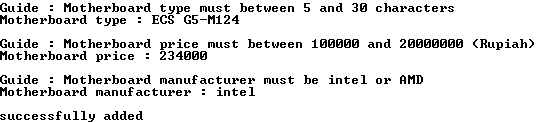 Guide : Motherboard type must between 5 and 30 characters
Motherboard type : ECS G5-M124
Guide : Motherboard price must between 100000 and 20000000 (Rupiah)
Motherboard price : 234000
Guide : Motherboard manufacturer must be intel or AMD
Motherboard manufacturer : intel
successfully added